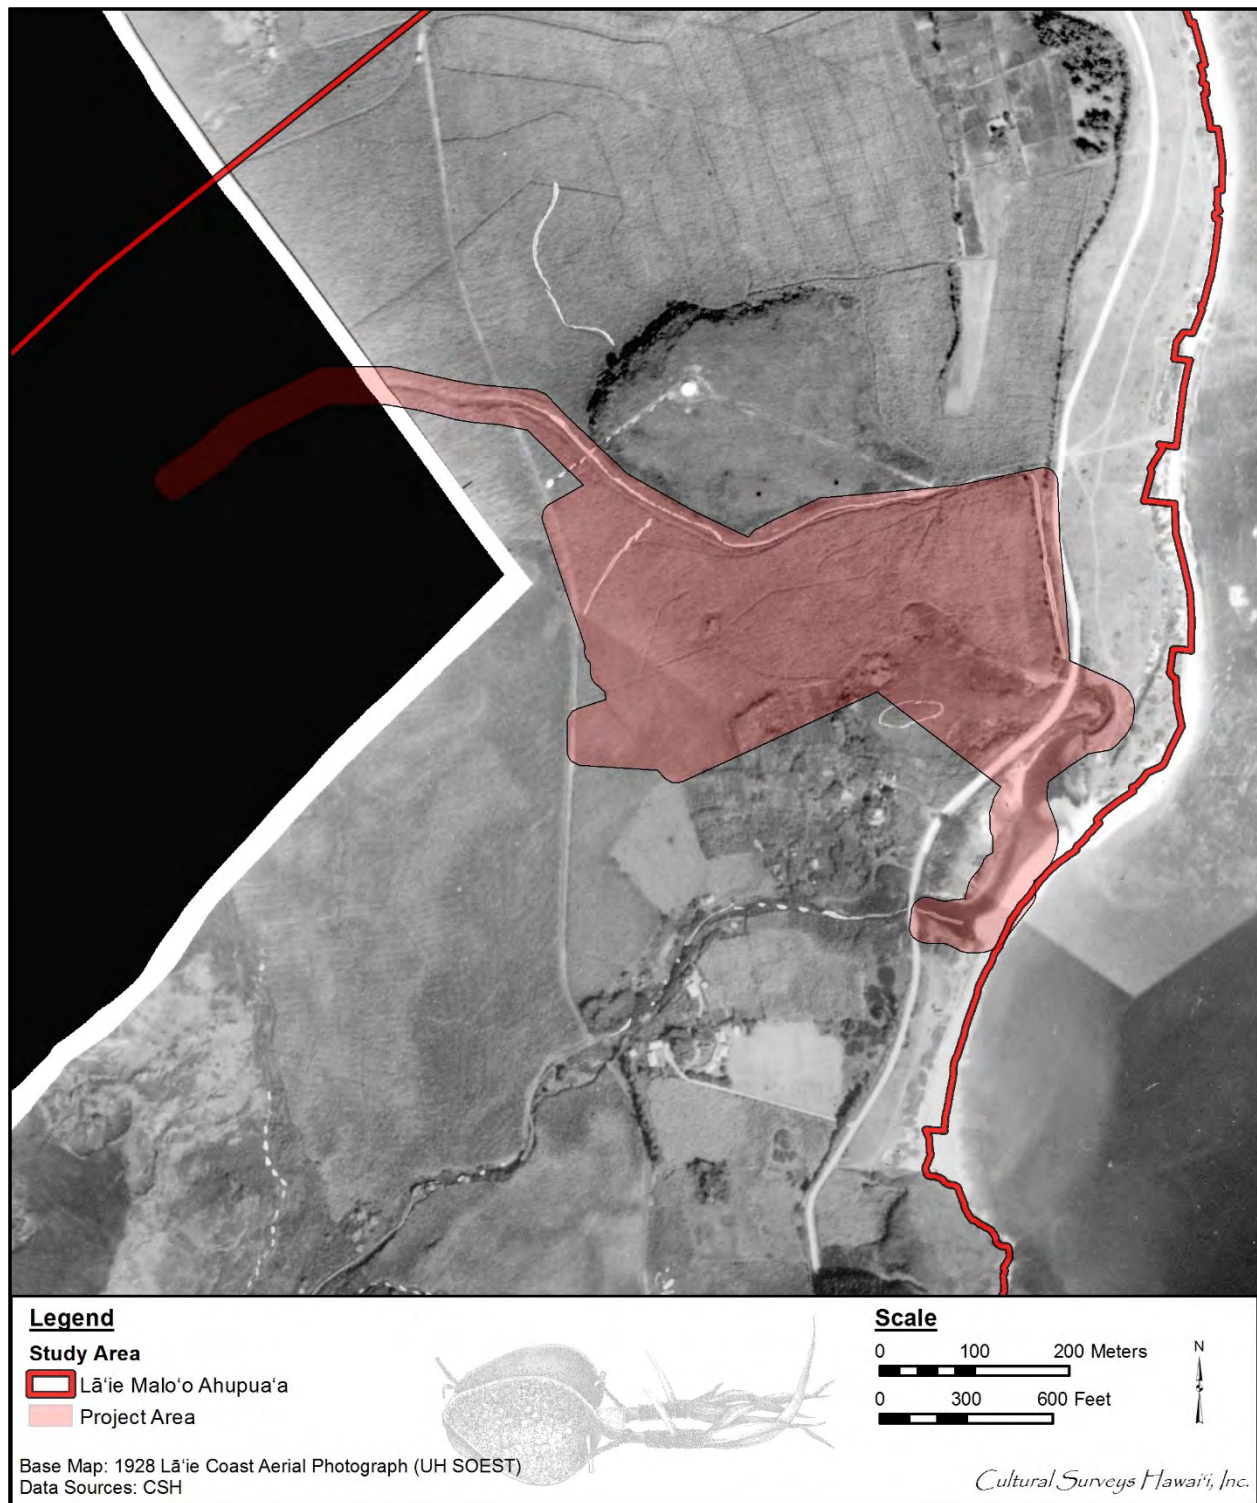 Legend
Study Area
Lā‘ie Malo‘o Ahupua‘a
Project Area
Base Map: 1928 Lā‘ie Coast Aerial Photograph (UH SOEST)
Data Sources: CSH
Scale
0 100 200 Meters
0 300 600 Feet
N
Cultural Surveys Hawai‘i, Inc.